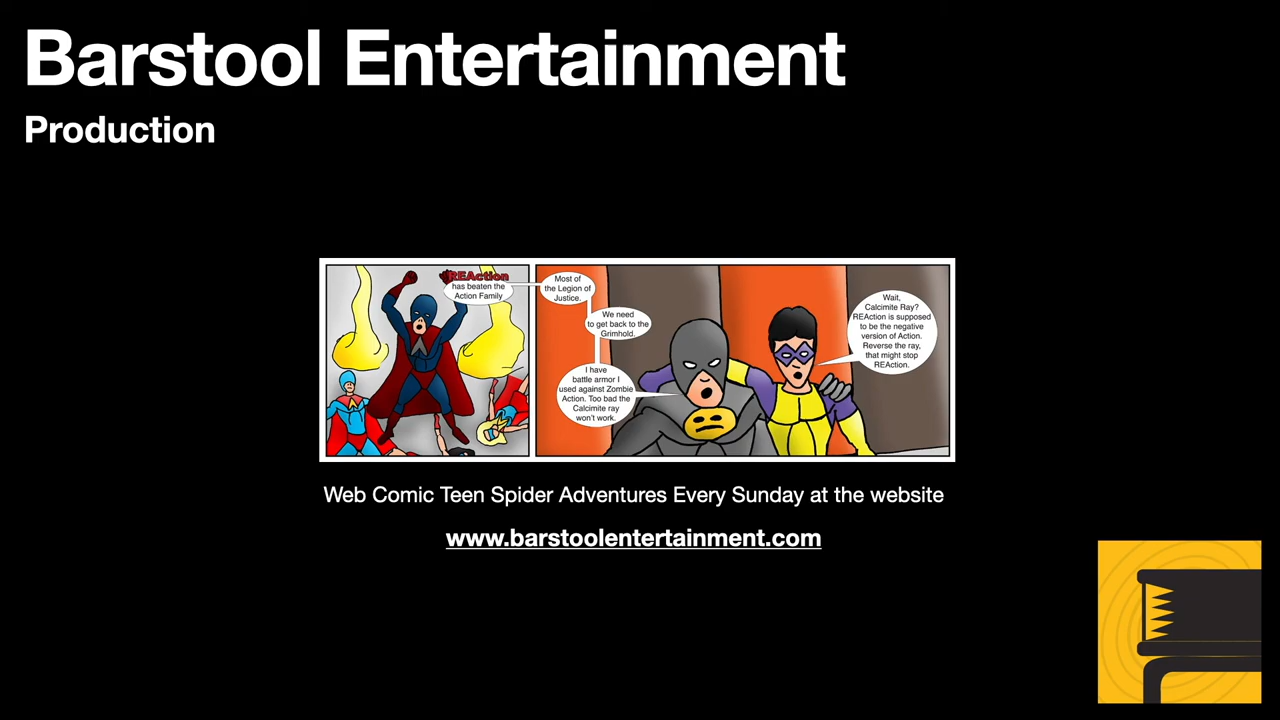 Barstool Entertainment
Production
REAction
has beaten the
Action Family
Most of
the Legion of
Justice.
We need
to get back to the
Grimhold.
I have
battle armor I
used against Zombie
Action. Too bad the
Calcimite ray
won't work.
Wait,
Calcimite Ray?
REAction is supposed
to be the negative
version of Action.
Reverse the ray,
that might stop
REAction.
Web Comic Teen Spider Adventures Every Sunday at the website
www.barstoolentertainment.com